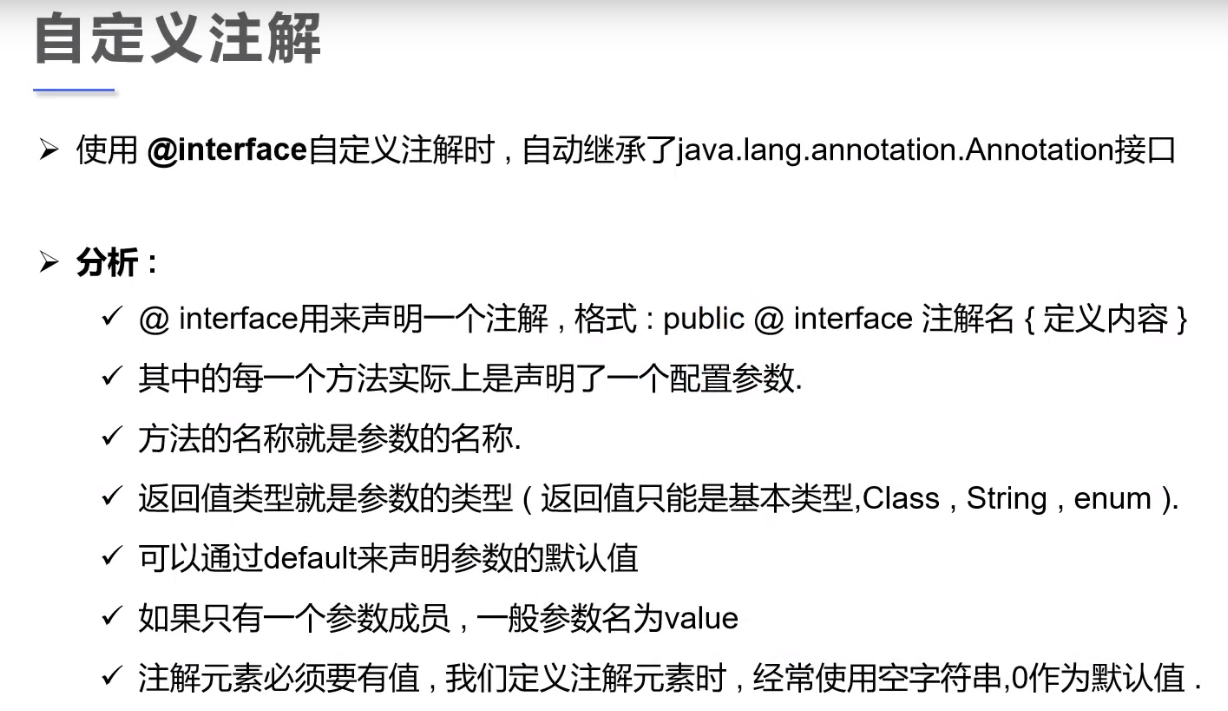 自定义注解
➢ 使用 @interface自定义注解时 , 自动继承了java.lang.annotation.Annotation接口
➢ 分析 :
✓ @ interface用来声明一个注解 , 格式 : public @ interface 注解名 { 定义内容 }
✓ 其中的每一个方法实际上是声明了一个配置参数.
✓ 方法的名称就是参数的名称.
✓ 返回值类型就是参数的类型 ( 返回值只能是基本类型,Class , String , enum ).
✓ 可以通过default来声明参数的默认值
✓ 如果只有一个参数成员 , 一般参数名为value
✓ 注解元素必须要有值 , 我们定义注解元素时 , 经常使用空字符串,0作为默认值 .